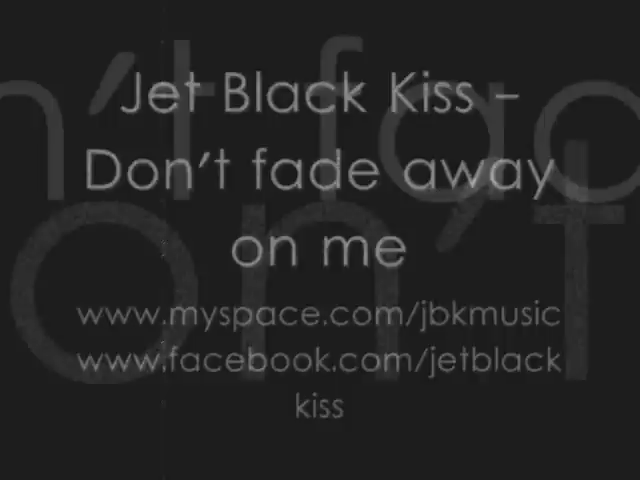 Jet Black Kiss –
Don't fade away
on me
www.myspace.com/jbkmusic
www.facebook.com/jetblack
kiss